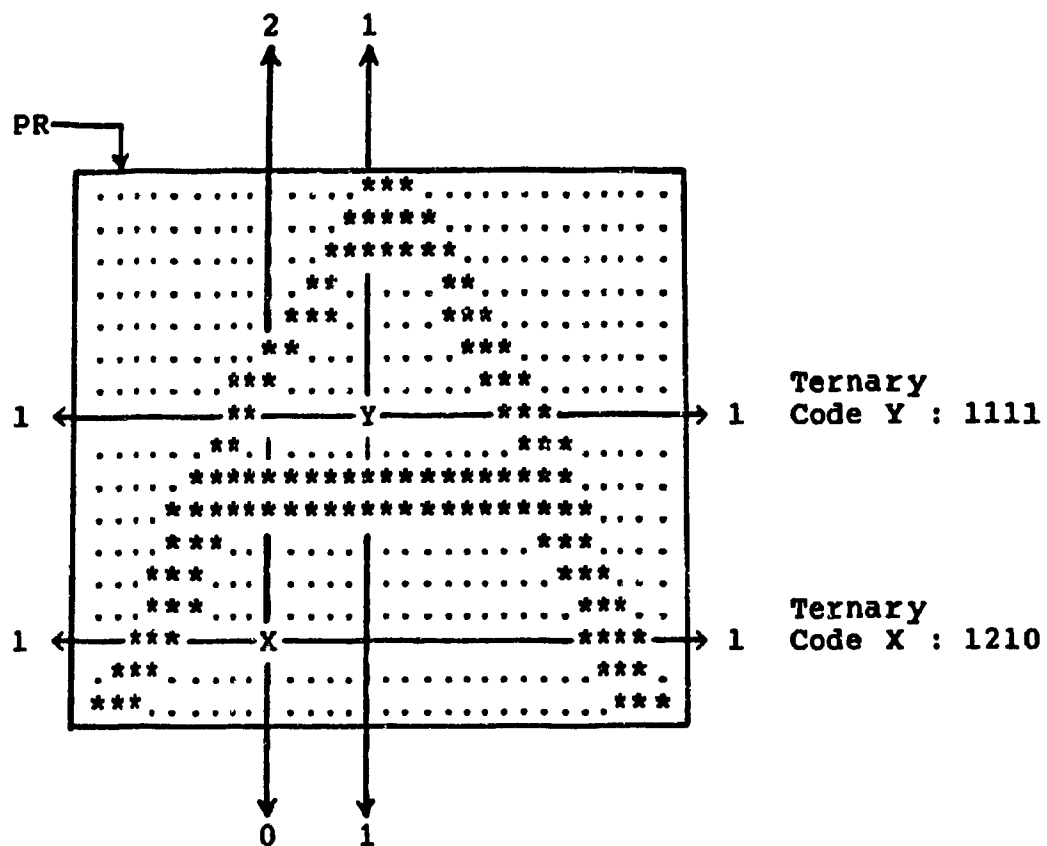 2 1
PR
1 Y 1
Ternary
Code Y : 1111
1 X 1
Ternary
Code X : 1210
0 1